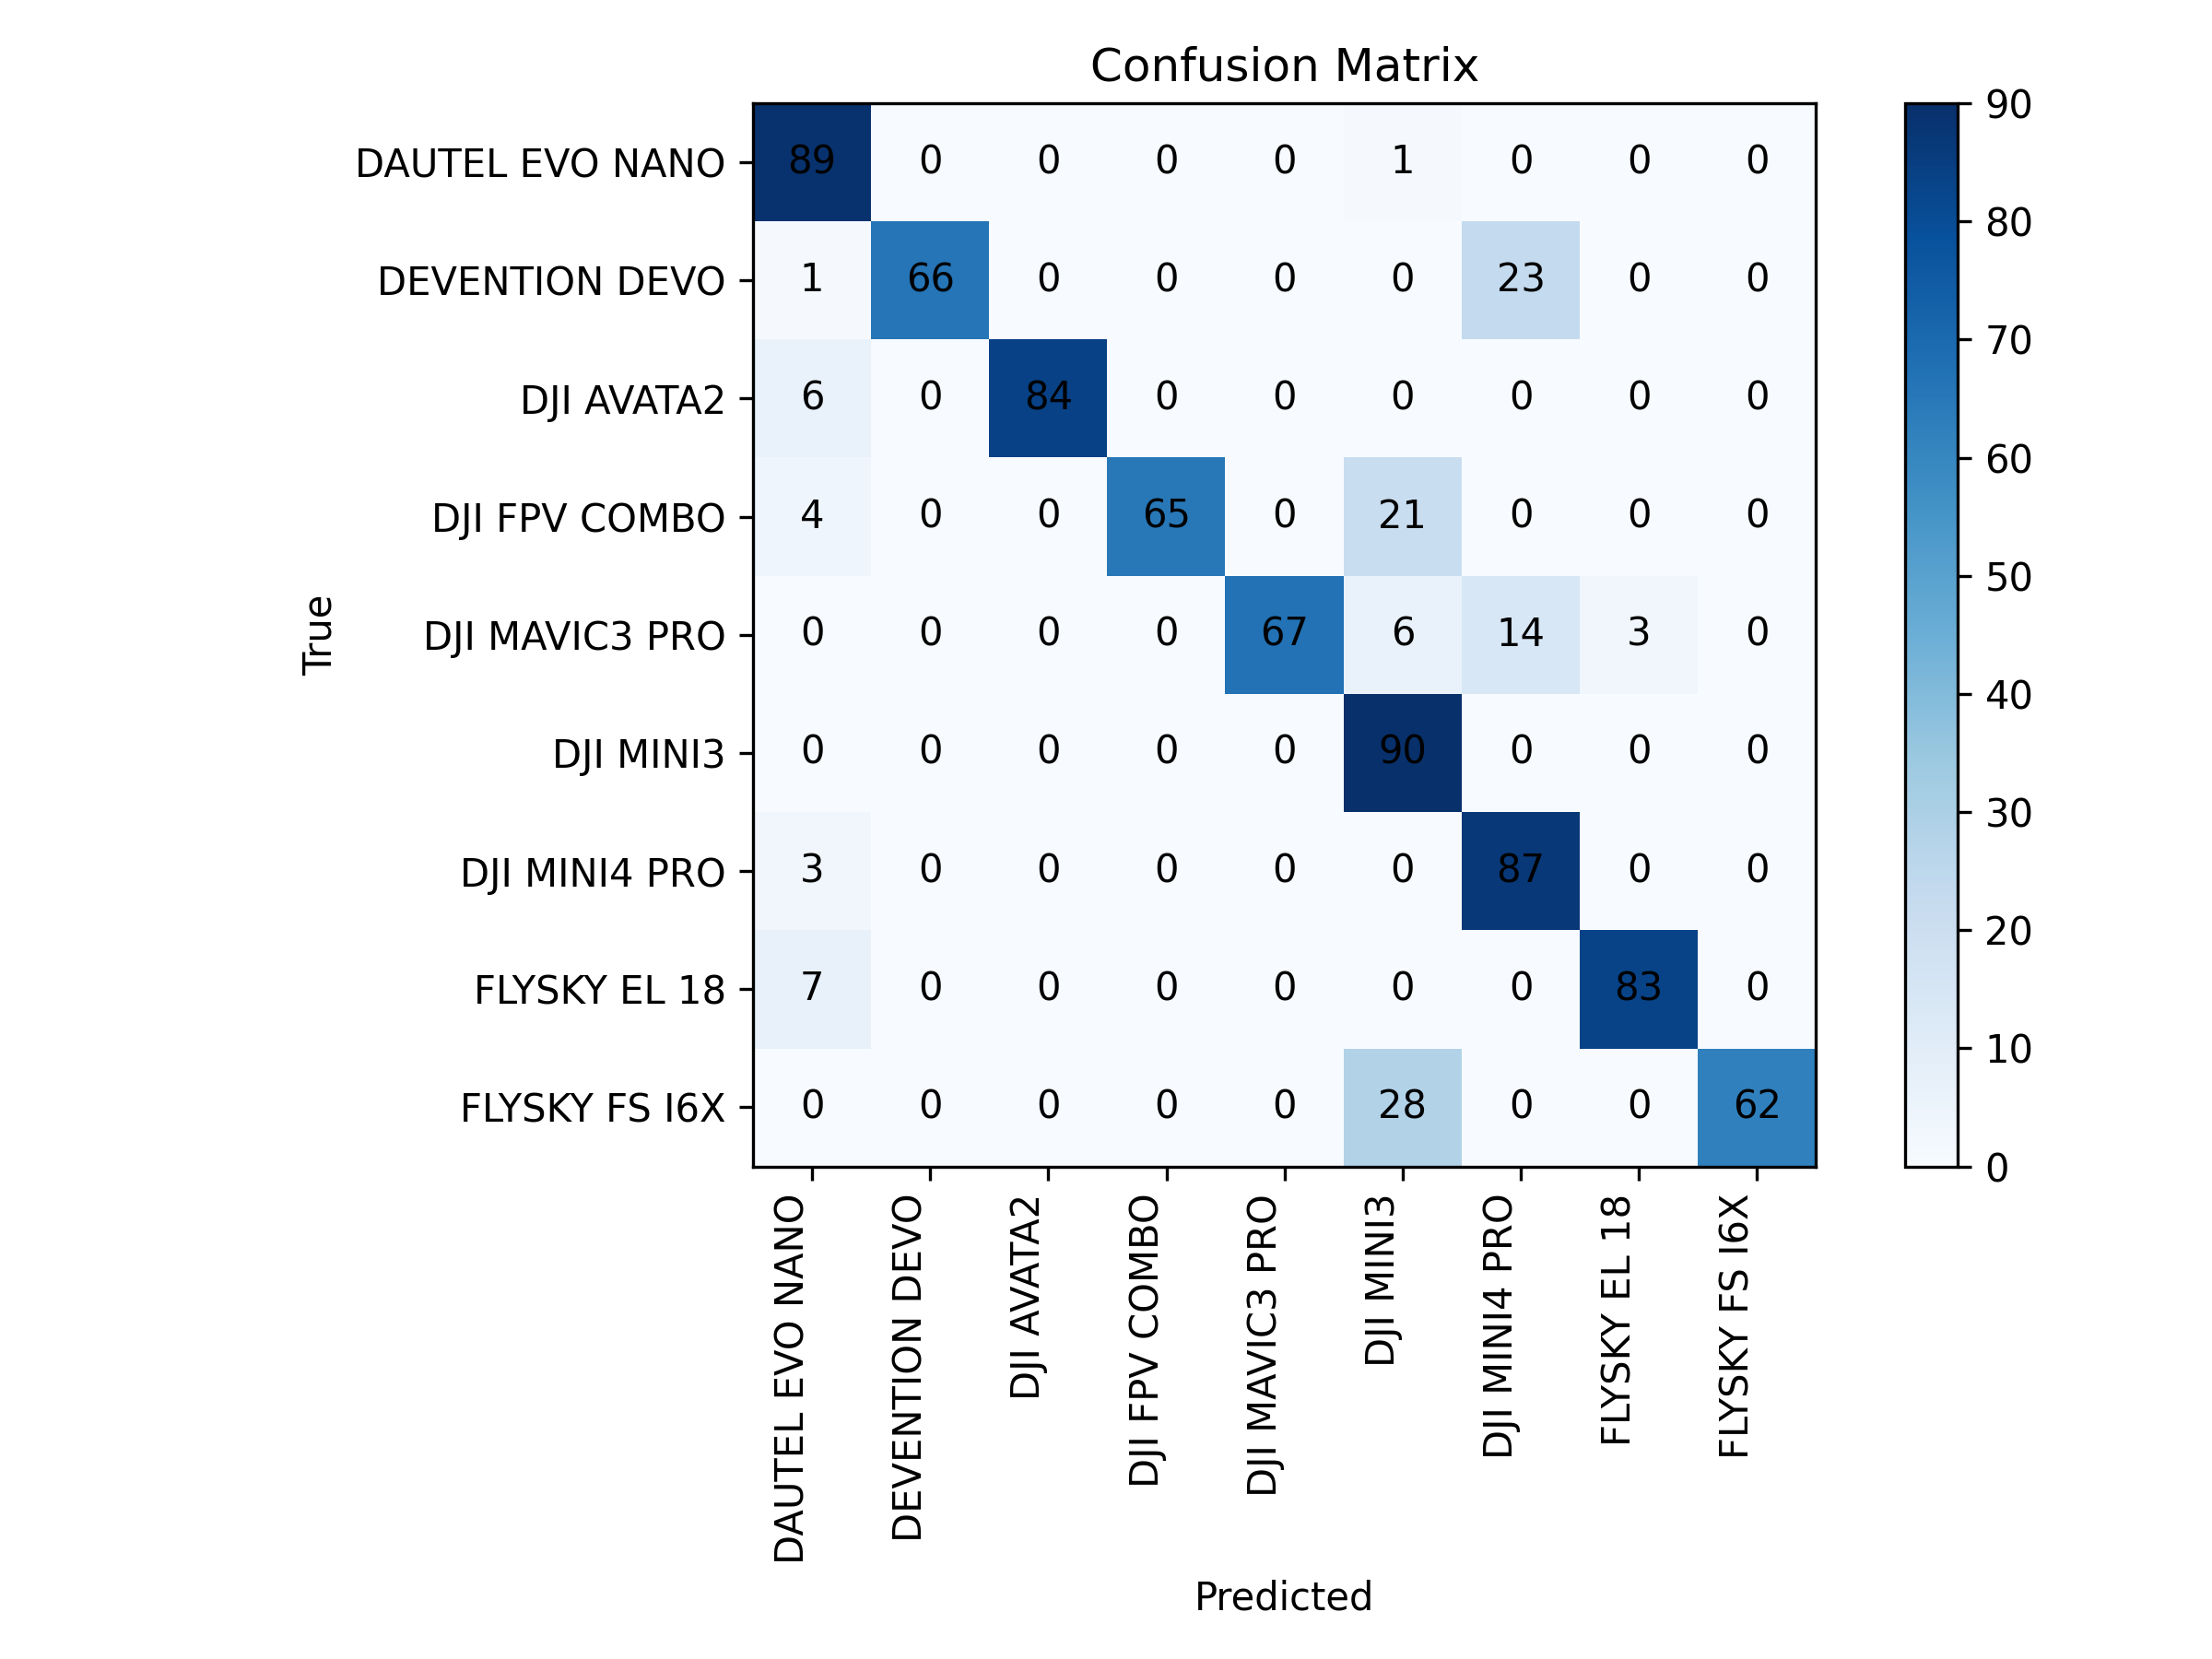 Confusion Matrix
DAUTEL EVO NANO 89 0 0 0 0 1 0 0 0
DEVENTION DEVO 1 66 0 0 0 0 23 0 0
DJI AVATA2 6 0 84 0 0 0 0 0 0
DJI FPV COMBO 4 0 0 65 0 21 0 0 0
DJI MAVIC3 PRO 0 0 0 0 67 6 14 3 0
DJI MINI3 0 0 0 0 0 90 0 0 0
DJI MINI4 PRO 3 0 0 0 0 0 87 0 0
FLYSKY EL 18 7 0 0 0 0 0 0 83 0
FLYSKY FS I6X 0 0 0 0 0 28 0 0 62
True
DAUTEL EVO NANO
DEVENTION DEVO
DJI AVATA2
DJI FPV COMBO
DJI MAVIC3 PRO
DJI MINI3
DJI MINI4 PRO
FLYSKY EL 18
FLYSKY FS I6X
Predicted
90
80
70
60
50
40
30
20
10
0